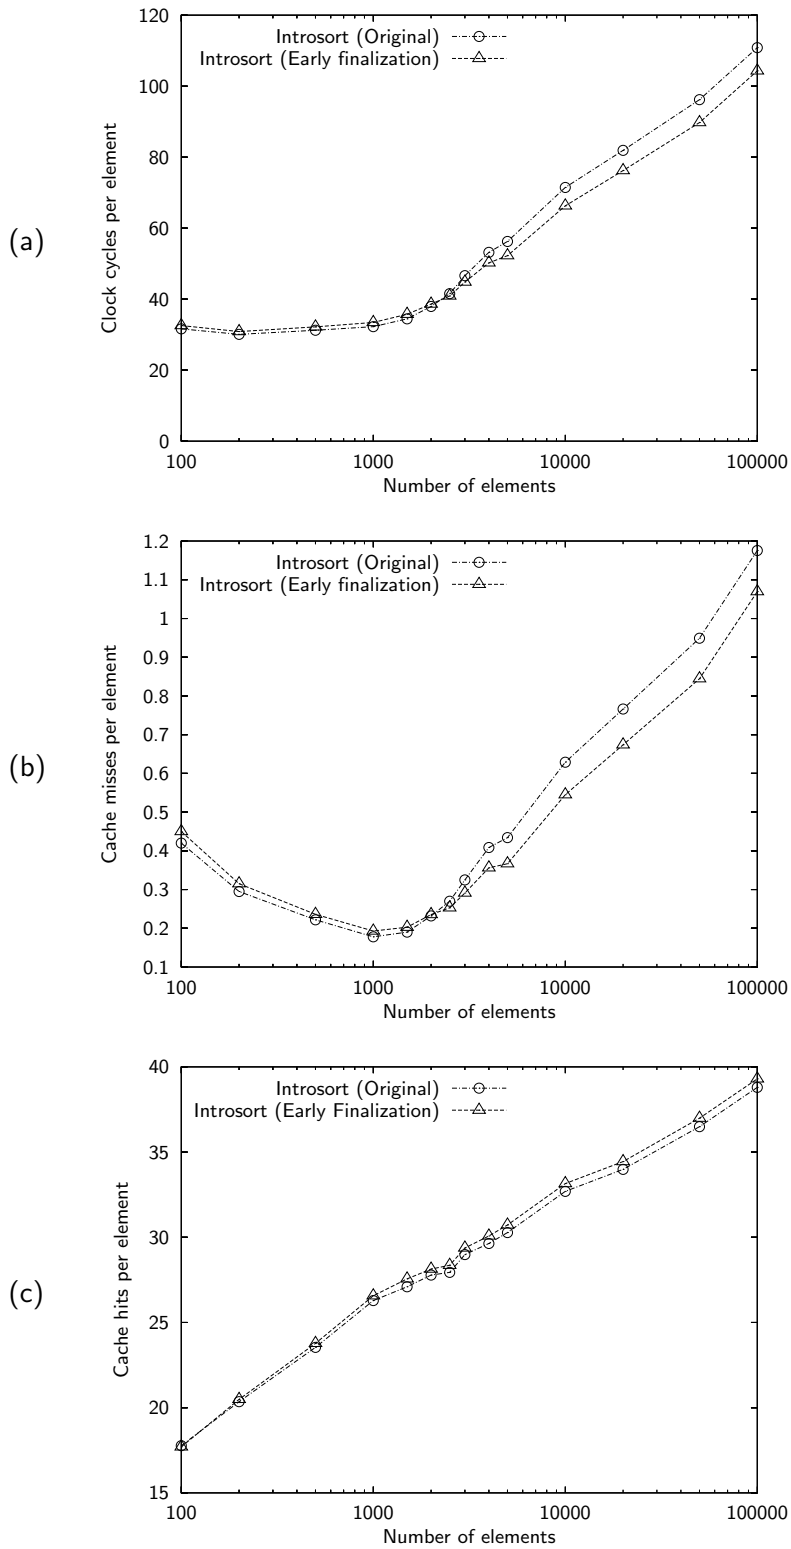 120
Introsort (Original)
Introsort (Early finalization)
100
80
60
40
20
0
Clock cycles per element
(a)
100 1000 10000 100000
Number of elements
1.2
Introsort (Original)
Introsort (Early finalization)
1.1
1
0.9
0.8
0.7
0.6
0.5
0.4
0.3
0.2
0.1
Cache misses per element
(b)
100 1000 10000 100000
Number of elements
40
Introsort (Original)
Introsort (Early Finalization)
35
30
25
20
15
Cache hits per element
(c)
100 1000 10000 100000
Number of elements